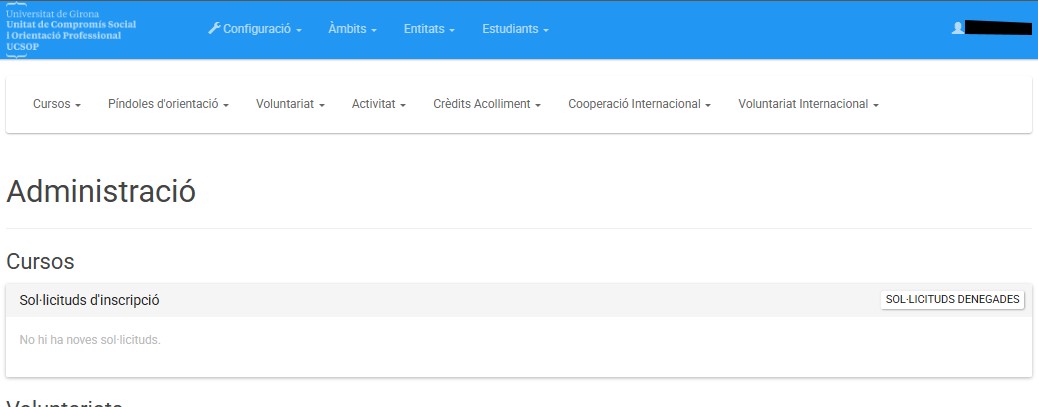 Universitat de Girona
Unitat de Compromís Social
i Orientació Professional
UCSOP
Configuració Àmbits Entitats Estudiants
Cursos Píndoles d'orientació Voluntariat Activitat Crèdits Acolliment Cooperació Internacional Voluntariat Internacional
Administració
Cursos
Sol·licituds d'inscripció SOL·LICITUDS DENEGADES
No hi ha noves sol·licituds.
Voluntariats